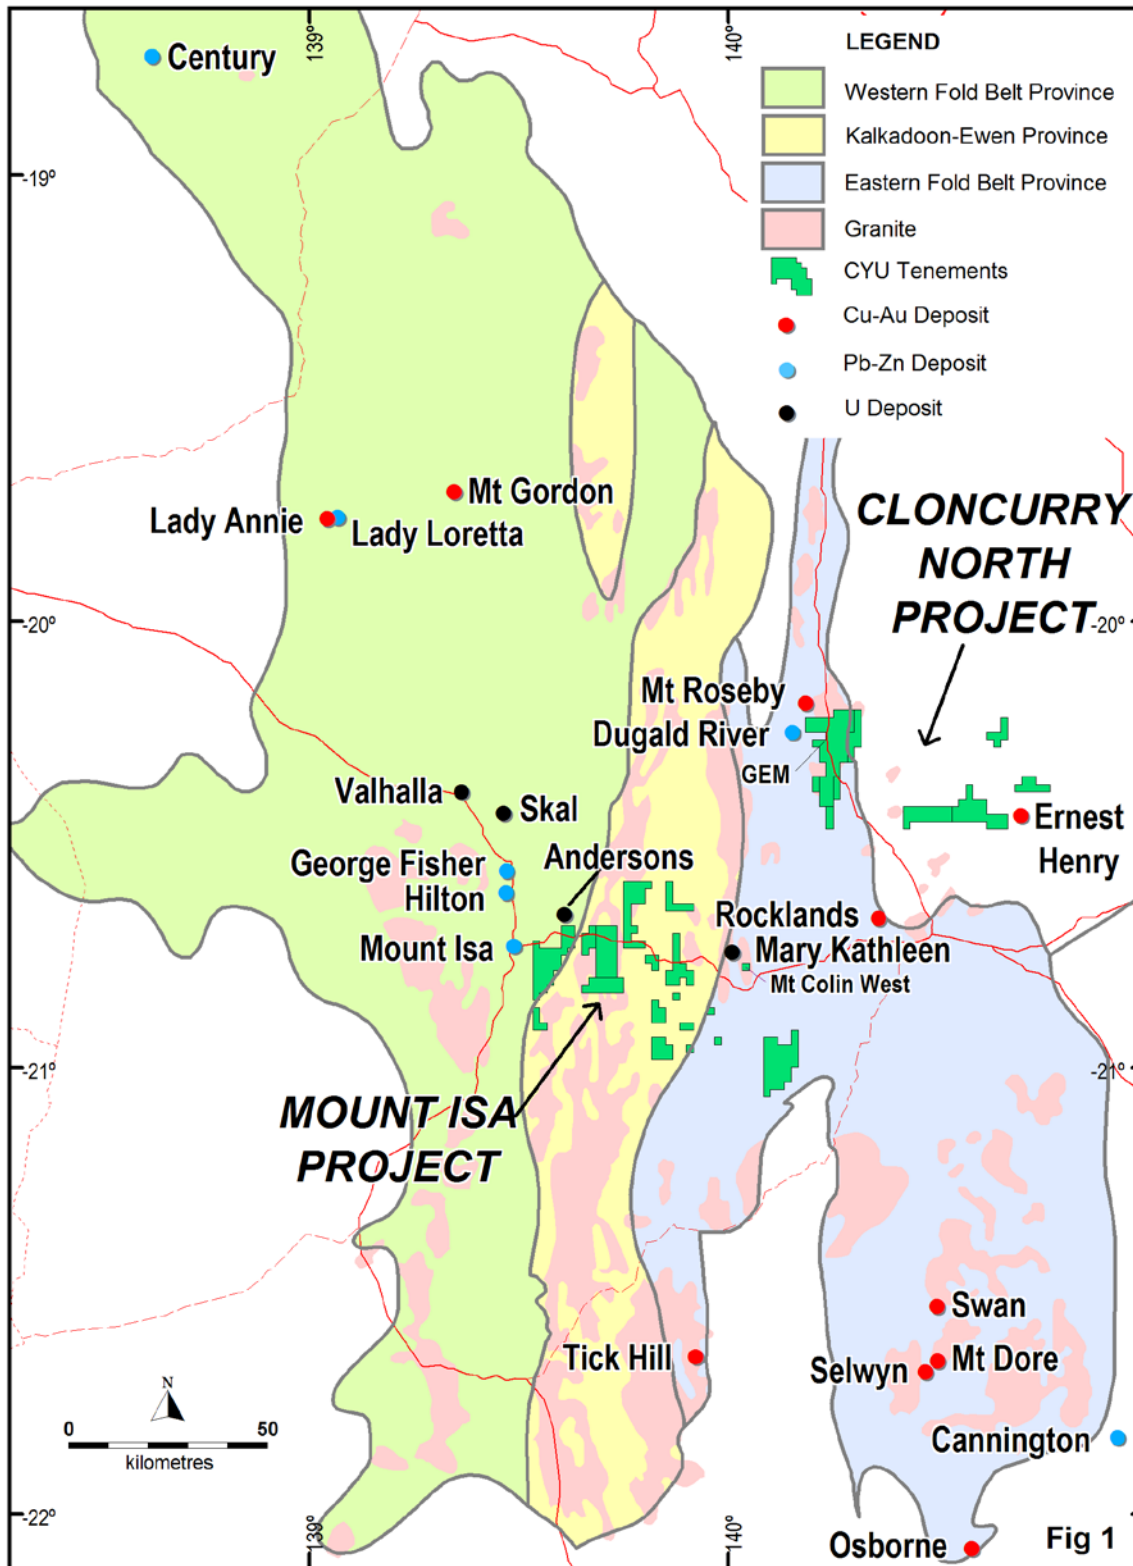 139°
140°
LEGEND
Western Fold Belt Province
Kalkadoon-Ewen Province
Eastern Fold Belt Province
Granite
CYU Tenements
Cu-Au Deposit
Pb-Zn Deposit
U Deposit
Century
-19°
Mt Gordon
Lady Annie
Lady Loretta
CLONCURRY
NORTH
PROJECT
-20°
-20°
Mt Roseby
Dugald River
GEM
Valhalla
Skal
Ernest
Henry
George Fisher
Hilton
Andersons
Mount Isa
Rocklands
Mary Kathleen
Mt Colin West
-21°
-21°
MOUNT ISA
PROJECT
Swan
Mt Dore
Selwyn
Tick Hill
Cannington
N
0 50
kilometres
-22°
139°
140°
Osborne
Fig 1